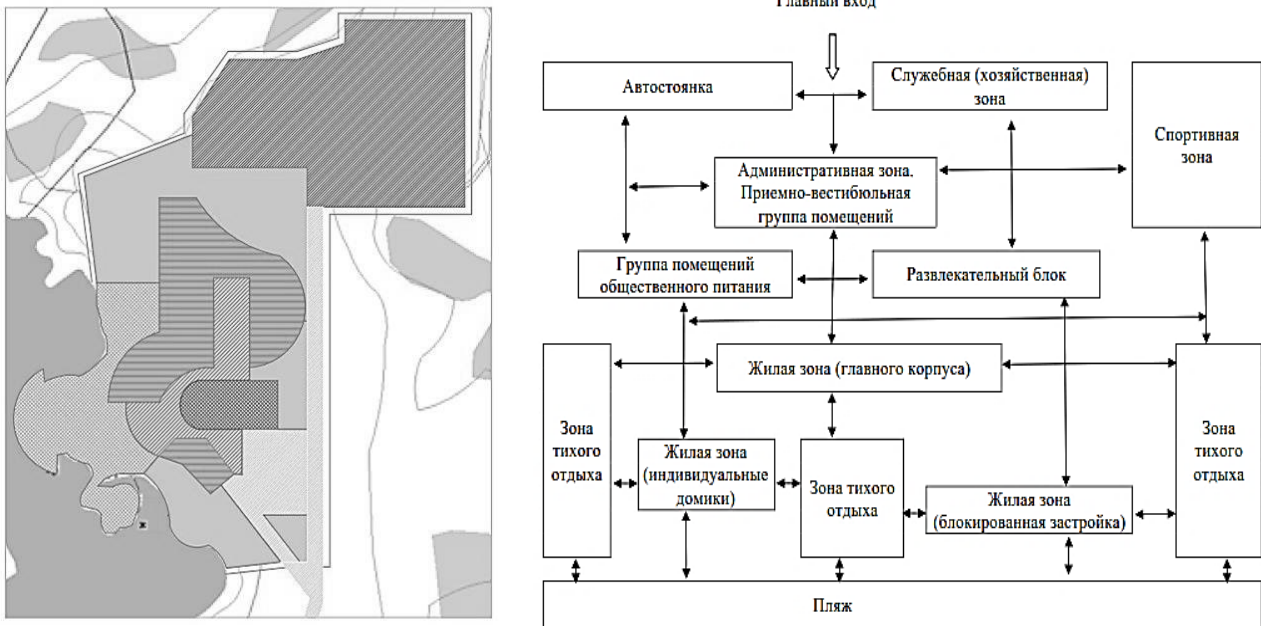 Главный вход
Автостоянка
Служебная (хозяйственная)
зона
Спортивная
зона
Административная зона.
Приемно-вестибюльная
группа помещений
Группа помещений
общественного питания
Развлекательный блок
Жилая зона (главного корпуса)
Зона
тихого
отдыха
Жилая зона
(индивидуальные
домики)
Зона тихого
отдыха
Жилая зона
(блокированная застройка)
Зона
тихого
отдыха
Пляж